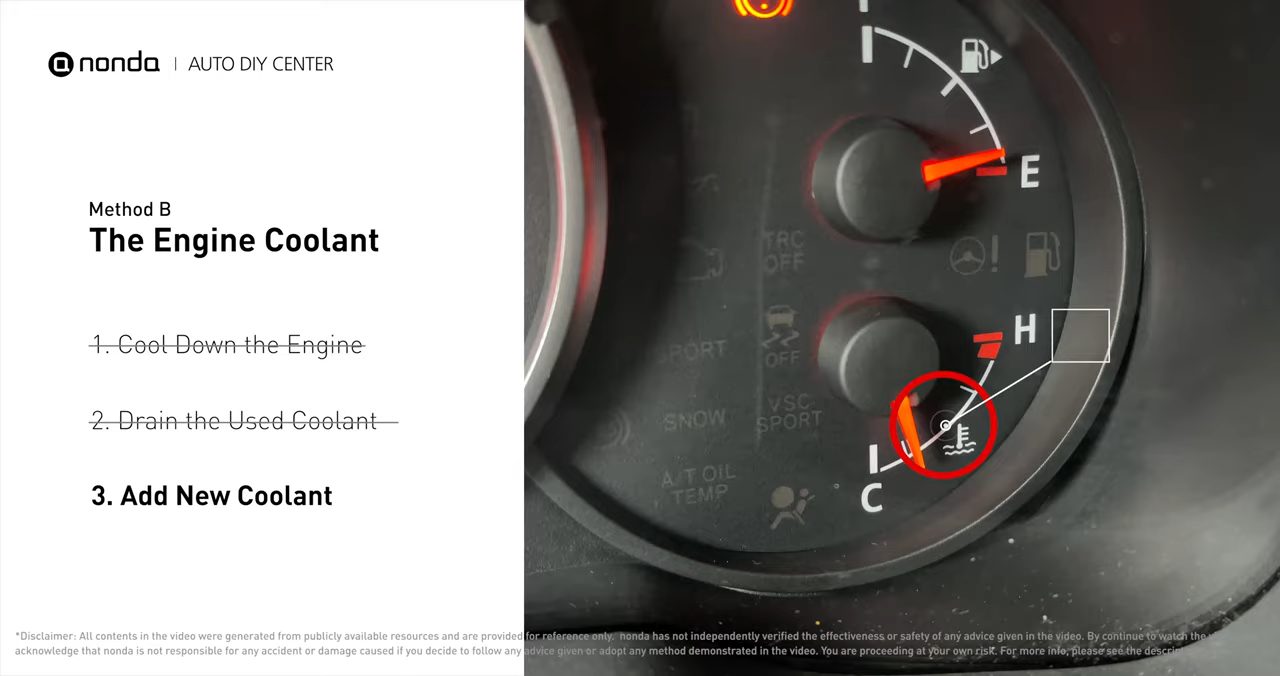 nonda | AUTO DIY CENTER
Method B
The Engine Coolant
1. Cool Down the Engine
2. Drain the Used Coolant
3. Add New Coolant
E
TRC
OFF
H
OFF
SPORT
SNOW
VSC
SPORT
A/T OIL
TEMP
C
*Disclaimer: All contents in the video were generated from publicly available resources and are provided for reference only. nonda has not independently verified the effectiveness or safety of any advice given in the video. By continue to watch the
acknowledge that nonda is not responsible for any accident or damage caused if you decide to follow any advice given or adopt any method demonstrated in the video. You are proceeding at your own risk. For more info, please see the